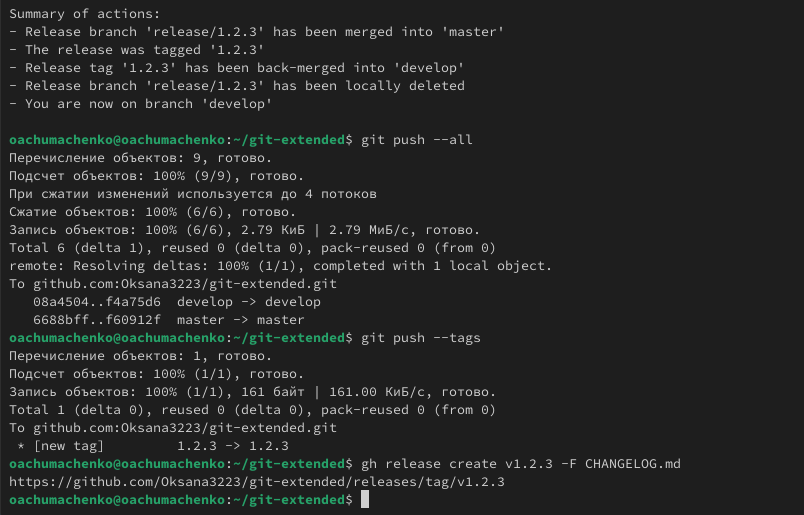 Summary of actions:
- Release branch 'release/1.2.3' has been merged into 'master'
- The release was tagged '1.2.3'
- Release tag '1.2.3' has been back-merged into 'develop'
- Release branch 'release/1.2.3' has been locally deleted
- You are now on branch 'develop'
oachumachenko@oachumachenko:~/git-extended$ git push --all
Перечисление объектов: 9, готово.
Подсчет объектов: 100% (9/9), готово.
При сжатии изменений используется до 4 потоков
Сжатие объектов: 100% (6/6), готово.
Запись объектов: 100% (6/6), 2.79 КиБ | 2.79 МиБ/с, готово.
Total 6 (delta 1), reused 0 (delta 0), pack-reused 0 (from 0)
remote: Resolving deltas: 100% (1/1), completed with 1 local object.
To github.com:Oksana3223/git-extended.git
   08a4504..f4a75d6  develop -> develop
   6688bff..f60912f  master -> master
oachumachenko@oachumachenko:~/git-extended$ git push --tags
Перечисление объектов: 1, готово.
Подсчет объектов: 100% (1/1), готово.
Запись объектов: 100% (1/1), 161 байт | 161.00 КиБ/с, готово.
Total 1 (delta 0), reused 0 (delta 0), pack-reused 0 (from 0)
To github.com:Oksana3223/git-extended.git
 * [new tag]         1.2.3 -> 1.2.3
oachumachenko@oachumachenko:~/git-extended$ gh release create v1.2.3 -F CHANGELOG.md
https://github.com/Oksana3223/git-extended/releases/tag/v1.2.3
oachumachenko@oachumachenko:~/git-extended$